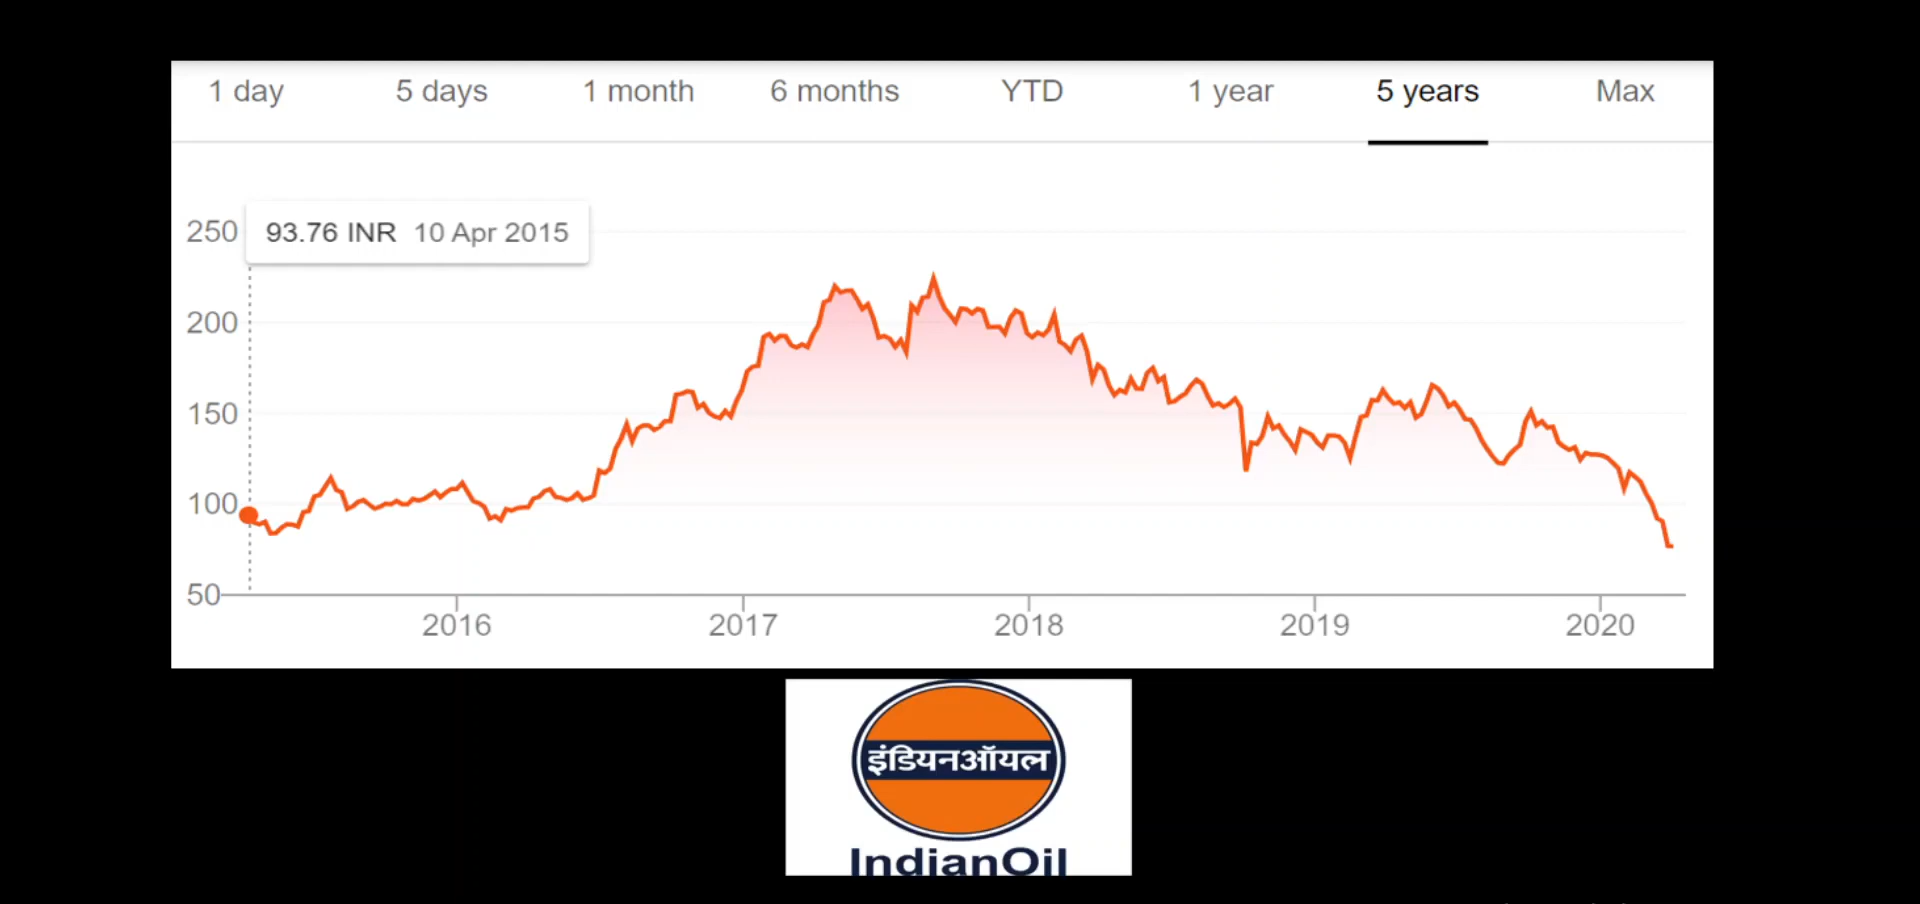 1 day 5 days 1 month 6 months YTD 1 year 5 years Max
250
93.76 INR 10 Apr 2015
200
150
100
50
2016 2017 2018 2019 2020
इंडियनऑयल
IndianOil